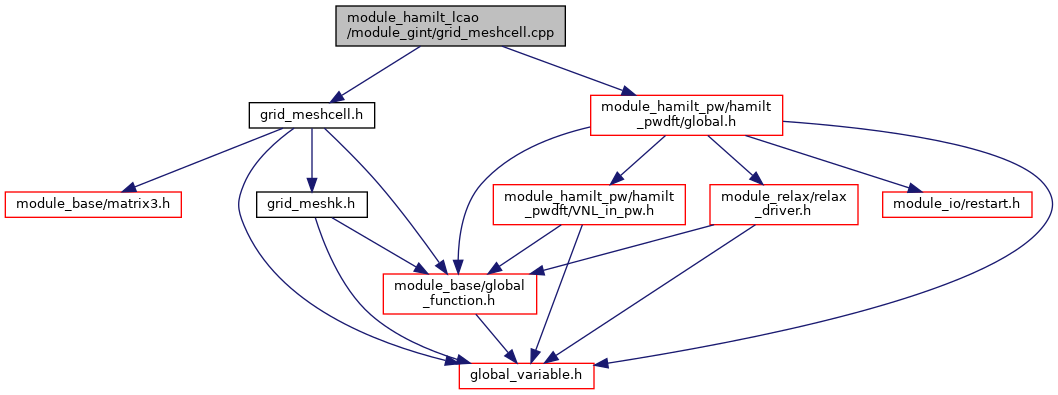 module_hamilt_lcao
/module_gint/grid_meshcell.cpp
grid_meshcell.h
module_hamilt_pw/hamilt
_pwdft/global.h
module_base/matrix3.h
grid_meshk.h
module_hamilt_pw/hamilt
_pwdft/VNL_in_pw.h
module_relax/relax
_driver.h
module_io/restart.h
module_base/global
_function.h
global_variable.h